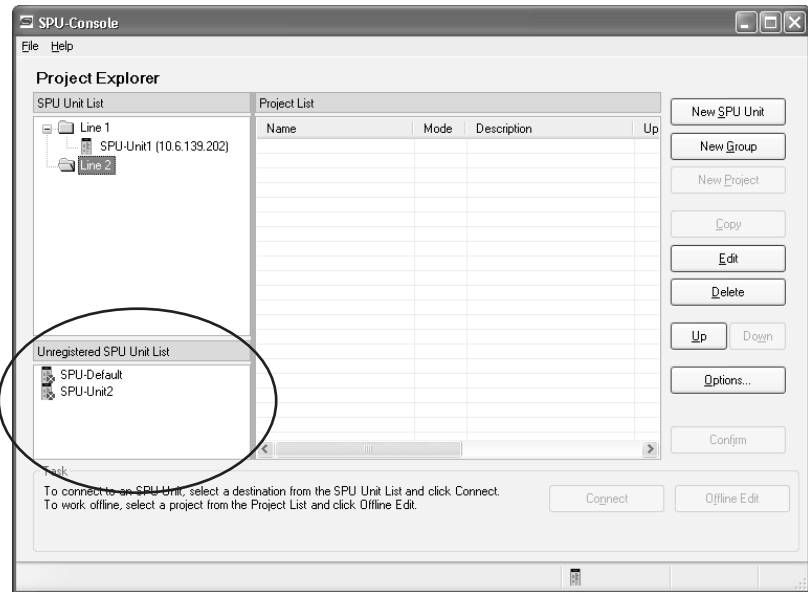 SPU-Console
File Help
Project Explorer
SPU Unit List
Line 1
SPU-Unit1 (10.6.139.202)
Line 2
Unregistered SPU Unit List
SPU-Default
SPU-Unit2
Project List
Name Mode Description Up
New SPU Unit
New Group
New Project
Copy
Edit
Delete
Up Down
Options...
Confirm
Task
To connect to an SPU Unit, select a destination from the SPU Unit List and click Connect.
To work offline, select a project from the Project List and click Offline Edit.
Connect Offline Edit